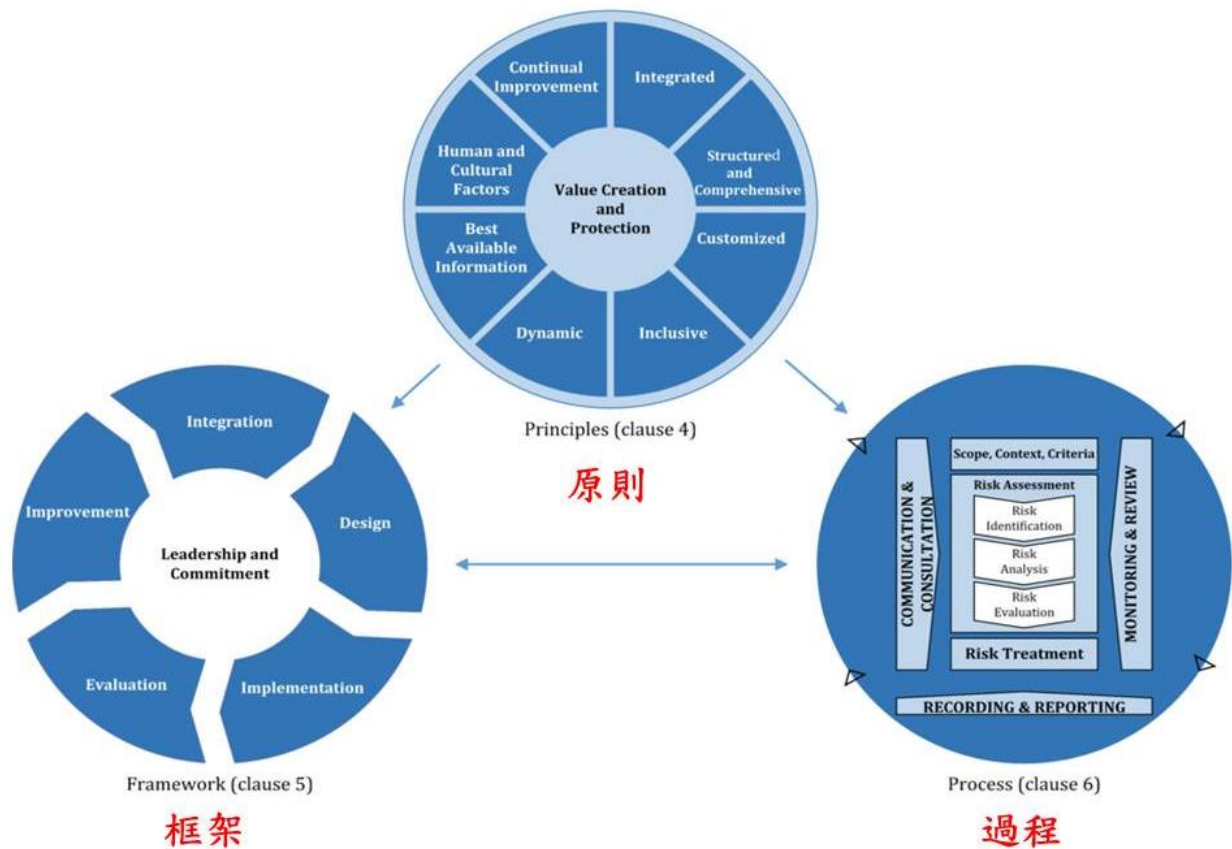 Continual
Improvement
Integrated
Human and
Cultural
Factors
Structured
and
Comprehensive
Value Creation
and
Protection
Best
Available
Information
Customized
Dynamic
Inclusive
Principles (clause 4)
原則
Integration
Improvement
Design
Leadership and
Commitment
Evaluation
Implementation
Framework (clause 5)
框架
Scope, Context, Criteria
Risk Assessment
Risk
Identification
Risk
Analysis
Risk
Evaluation
Risk Treatment
COMMUNICATION &
CONSULTATION
MONITORING & REVIEW
RECORDING & REPORTING
Process (clause 6)
過程